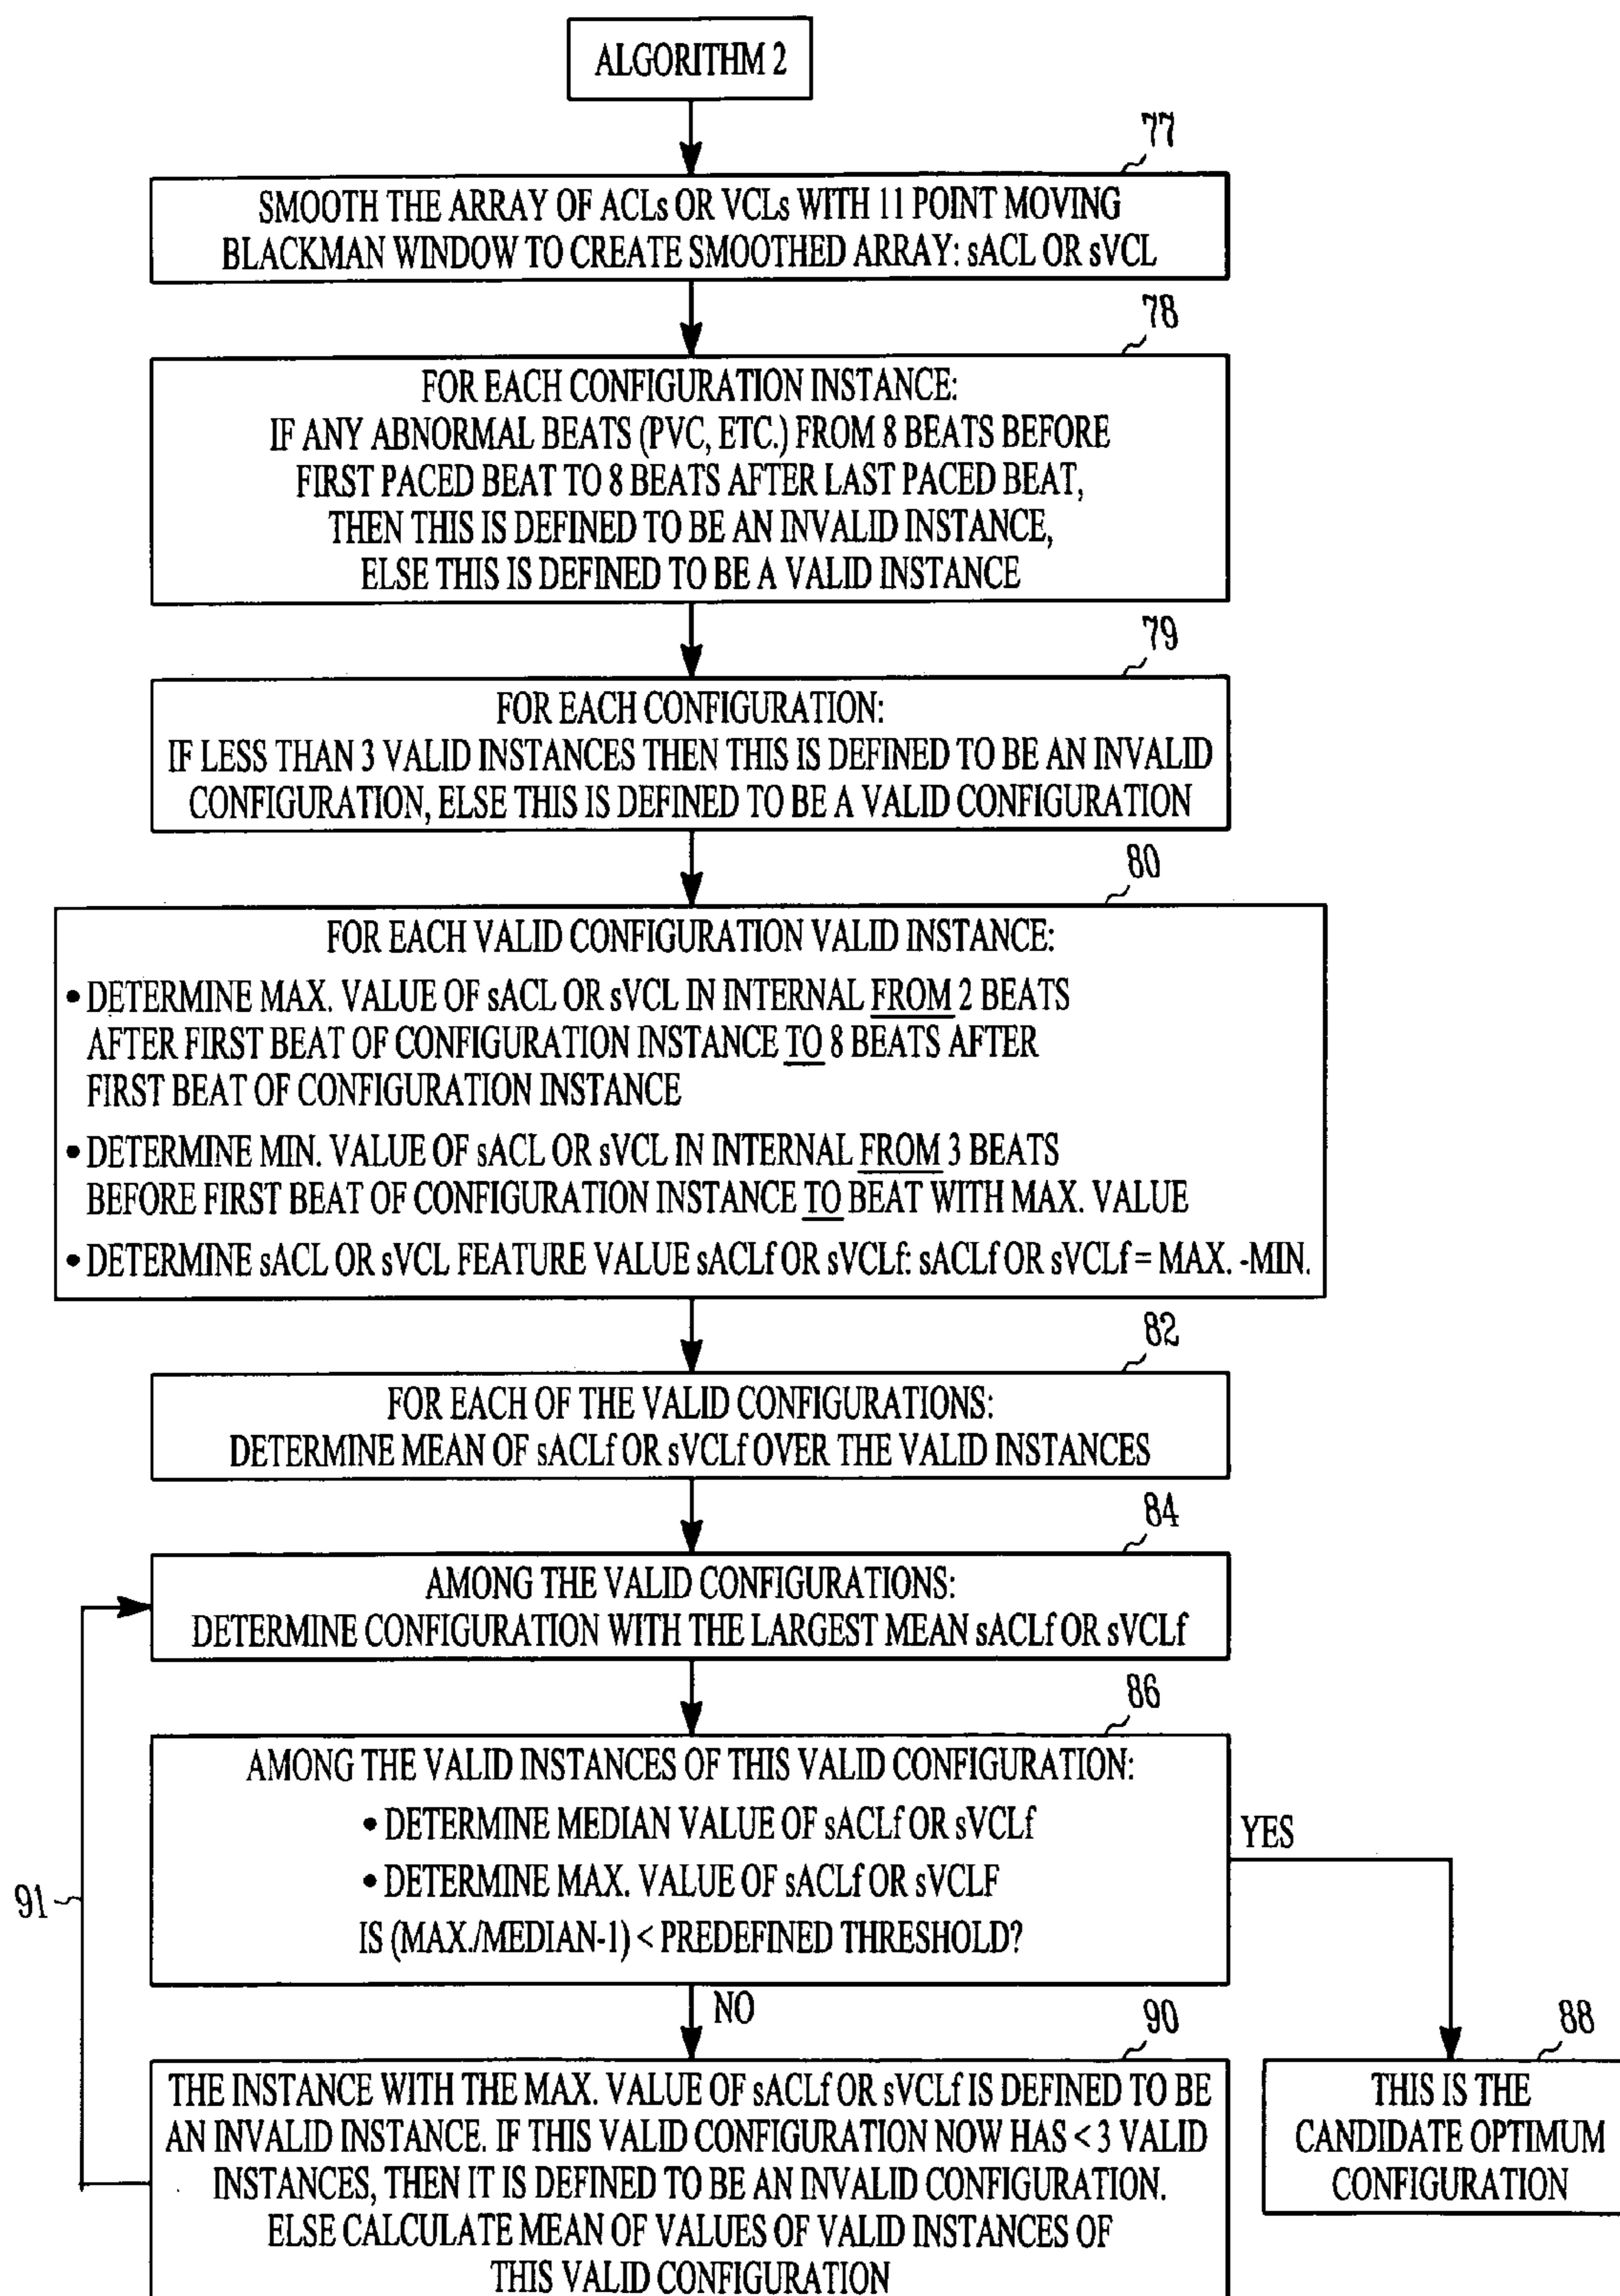 ALGORITHM 2
77
SMOOTH THE ARRAY OF ACLs OR VCLs WITH 11 POINT MOVING
BLACKMAN WINDOW TO CREATE SMOOTHED ARRAY: sACL OR sVCL
78
FOR EACH CONFIGURATION INSTANCE:
IF ANY ABNORMAL BEATS (PVC, ETC.) FROM 8 BEATS BEFORE
FIRST PACED BEAT TO 8 BEATS AFTER LAST PACED BEAT,
THEN THIS IS DEFINED TO BE AN INVALID INSTANCE,
ELSE THIS IS DEFINED TO BE A VALID INSTANCE
79
FOR EACH CONFIGURATION:
IF LESS THAN 3 VALID INSTANCES THEN THIS IS DEFINED TO BE AN INVALID
CONFIGURATION, ELSE THIS IS DEFINED TO BE A VALID CONFIGURATION
80
FOR EACH VALID CONFIGURATION VALID INSTANCE:
• DETERMINE MAX. VALUE OF sACL OR sVCL IN INTERNAL FROM 2 BEATS
AFTER FIRST BEAT OF CONFIGURATION INSTANCE TO 8 BEATS AFTER
FIRST BEAT OF CONFIGURATION INSTANCE
• DETERMINE MIN. VALUE OF sACL OR sVCL IN INTERNAL FROM 3 BEATS
BEFORE FIRST BEAT OF CONFIGURATION INSTANCE TO BEAT WITH MAX. VALUE
• DETERMINE sACL OR sVCL FEATURE VALUE sACLf OR sVCLf: sACLf OR sVCLf = MAX. -MIN.
82
FOR EACH OF THE VALID CONFIGURATIONS:
DETERMINE MEAN OF sACLf OR sVCLf OVER THE VALID INSTANCES
84
AMONG THE VALID CONFIGURATIONS:
DETERMINE CONFIGURATION WITH THE LARGEST MEAN sACLf OR sVCLf
86
AMONG THE VALID INSTANCES OF THIS VALID CONFIGURATION:
• DETERMINE MEDIAN VALUE OF sACLf OR sVCLf
• DETERMINE MAX. VALUE OF sACLf OR sVCLF
IS (MAX./MEDIAN-1) < PREDEFINED THRESHOLD?
YES
91
NO
90
THE INSTANCE WITH THE MAX. VALUE OF sACLf OR sVCLf IS DEFINED TO BE
AN INVALID INSTANCE. IF THIS VALID CONFIGURATION NOW HAS < 3 VALID
INSTANCES, THEN IT IS DEFINED TO BE AN INVALID CONFIGURATION.
ELSE CALCULATE MEAN OF VALUES OF VALID INSTANCES OF
THIS VALID CONFIGURATION
88
THIS IS THE
CANDIDATE OPTIMUM
CONFIGURATION